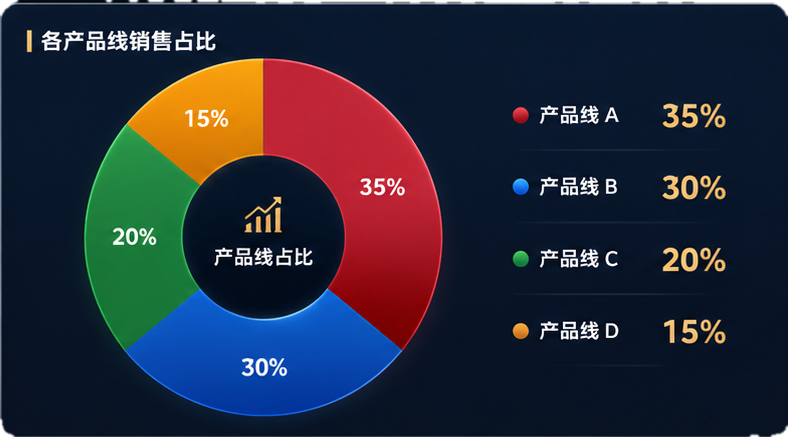 各产品线销售占比
15%
35%
20%
产品线占比
30%
产品线 A 35%
产品线 B 30%
产品线 C 20%
产品线 D 15%